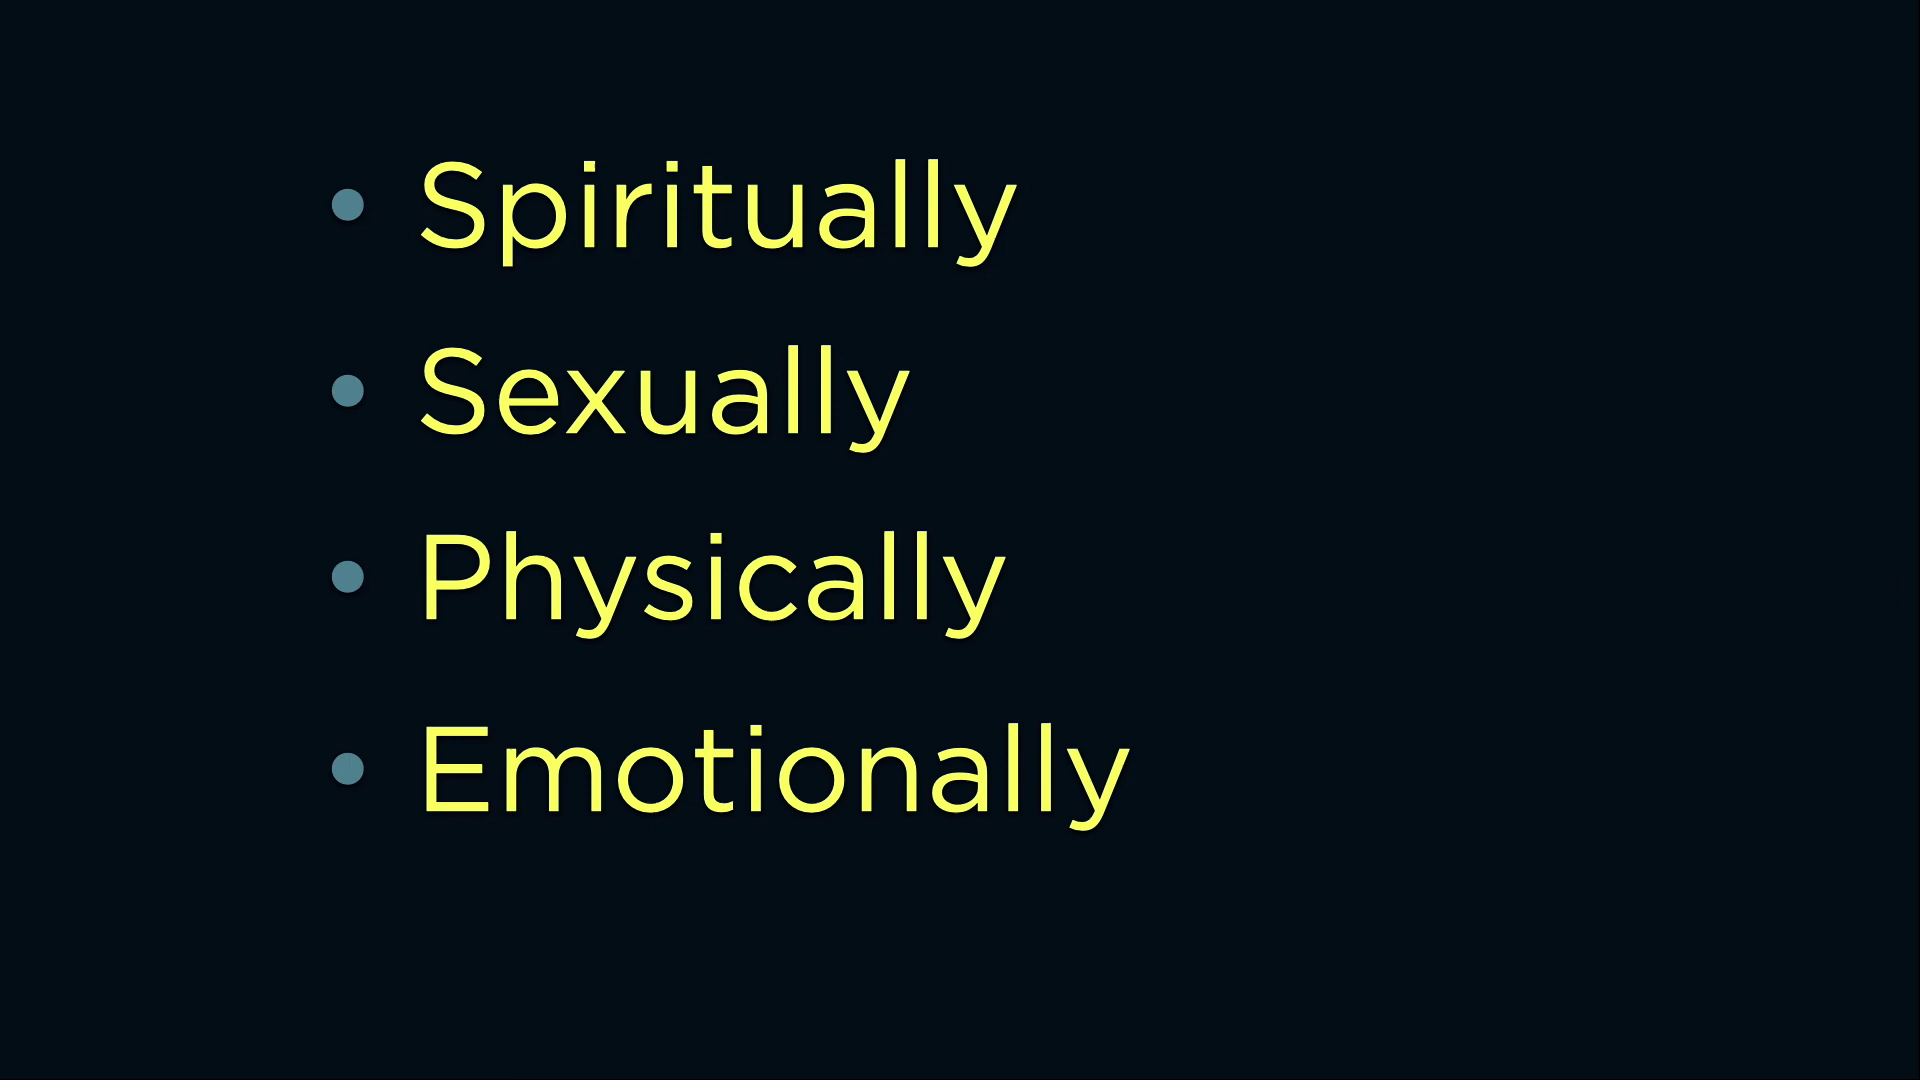 • Spiritually
• Sexually
• Physically
• Emotionally